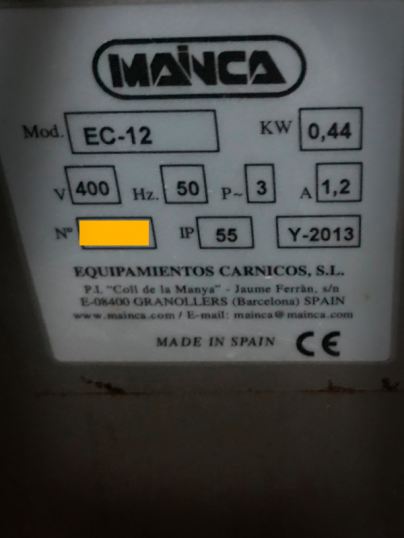 MAINCA
Mod. EC-12 KW 0,44
V 400 Hz. 50 P~ 3 A 1,2
Nº IP 55 Y-2013
EQUIPAMIENTOS CARNICOS, S.L.
P.I. "Coll de la Manya" - Jaume Ferràn, s/n
E-08400 GRANOLLERS (Barcelona) SPAIN
www.mainca.com / E-mail: mainca@mainca.com
MADE IN SPAIN CE